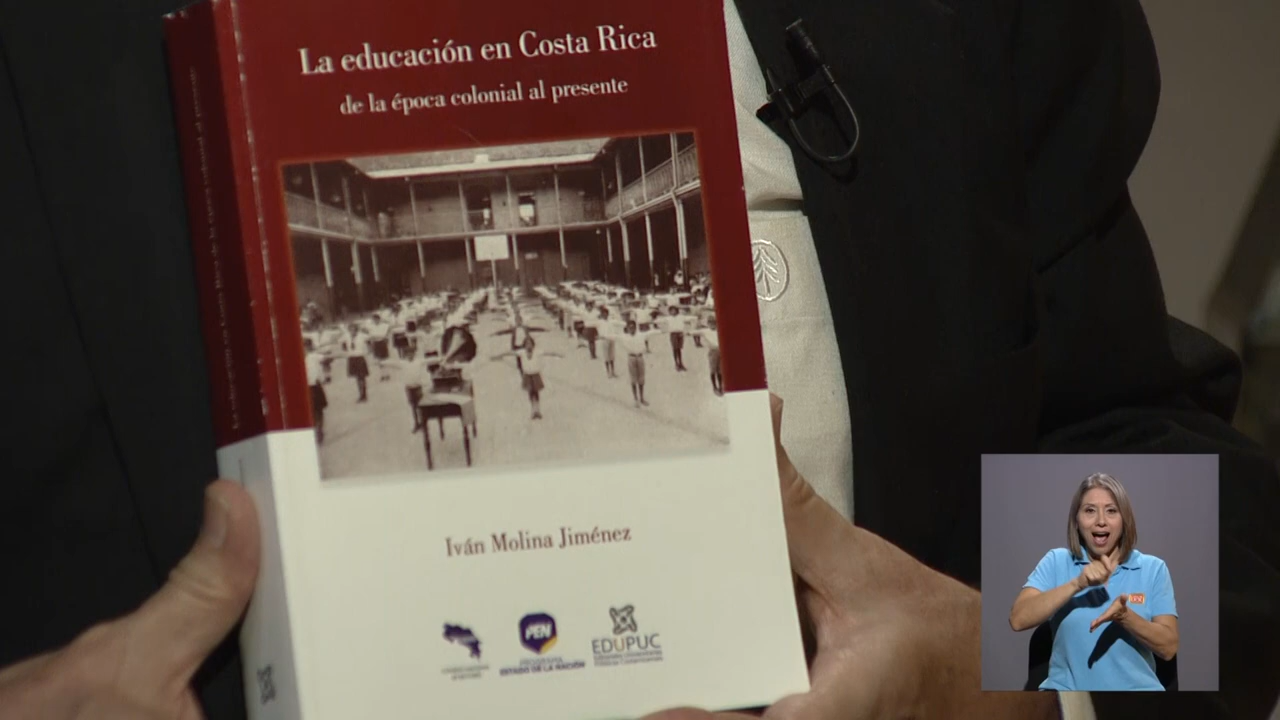 La educación en Costa Rica
de la época colonial al presente
Iván Molina Jiménez
PEN
ESTADO DE LA NACIÓN
EDUPUC